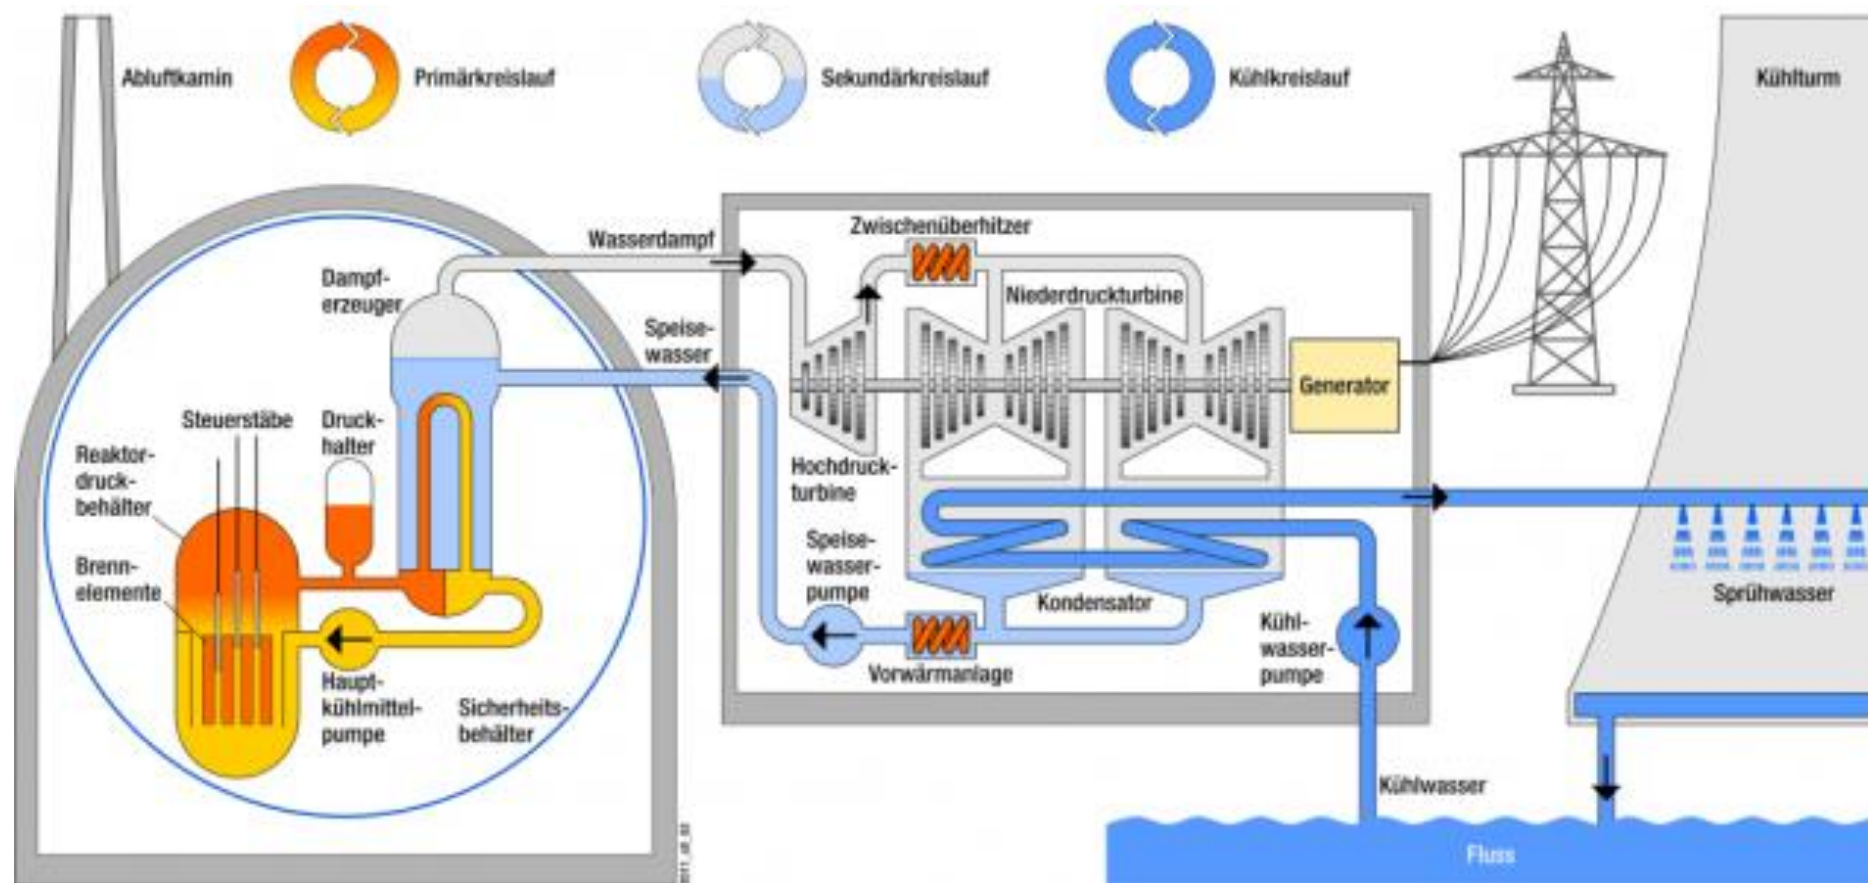 Abluftkamin
Primärkreislauf
Sekundärkreislauf
Kühlkreislauf
Kühlturm
Wasserdampf
Zwischenüberhitzer
Dampf-
erzeuger
Speise-
wasser
Niederdruckturbine
Generator
Steuerstäbe
Druck-
halter
Reaktor-
druck-
behälter
Hochdruck-
turbine
Brenn-
elemente
Speise-
wasser-
pumpe
Kondensator
Sprühwasser
Kühl-
wasser-
pumpe
Vorwärmanlage
Haupt-
kühlmittel-
pumpe
Sicherheits-
behälter
Kühlwasser
Fluss